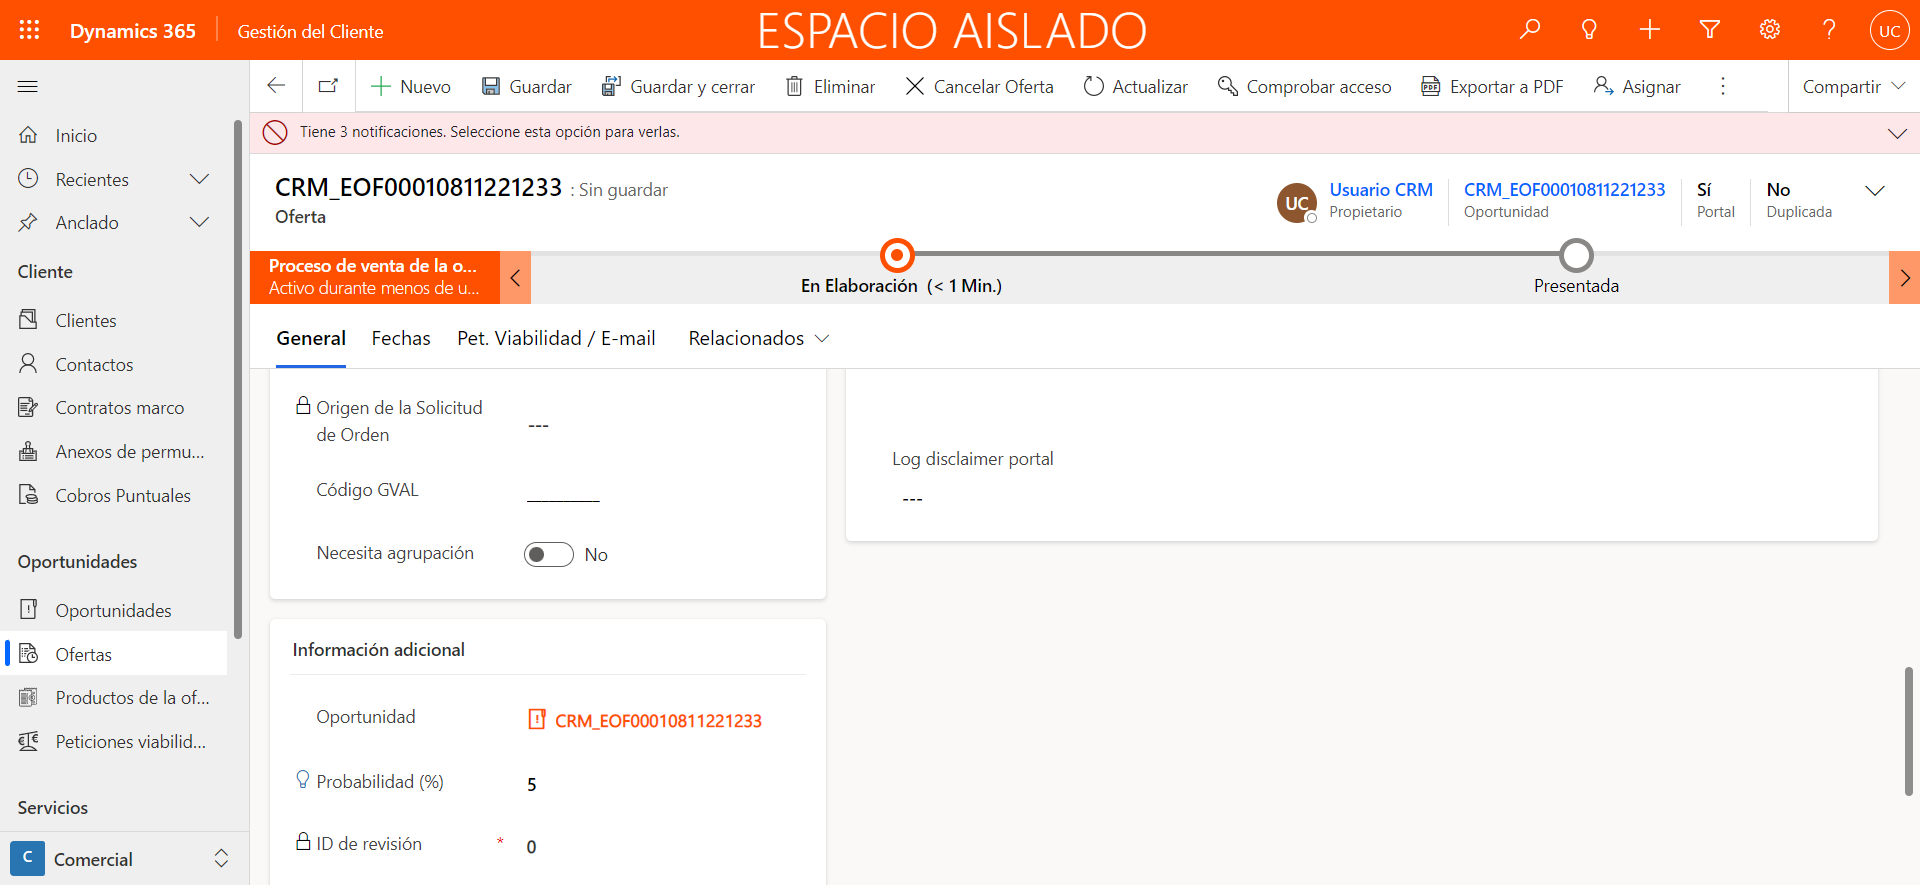 Dynamics 365
Gestión del Cliente
ESPACIO AISLADO
UC
Nuevo
Guardar
Guardar y cerrar
Eliminar
Cancelar Oferta
Actualizar
Comprobar acceso
Exportar a PDF
Asignar
Compartir
Tiene 3 notificaciones. Seleccione esta opción para verlas.
Inicio
Recientes
Anclado
Cliente
Clientes
Contactos
Contratos marco
Anexos de permu...
Cobros Puntuales
Oportunidades
Oportunidades
Ofertas
Productos de la of...
Peticiones viabilid...
Servicios
C
Comercial
CRM_EOF00010811221233 : Sin guardar
Oferta
UC
Usuario CRM
Propietario
CRM_EOF00010811221233
Oportunidad
Sí
Portal
No
Duplicada
Proceso de venta de la o...
Activo durante menos de u...
En Elaboración (< 1 Min.)
Presentada
General
Fechas
Pet. Viabilidad / E-mail
Relacionados
Origen de la Solicitud
de Orden
---
Código GVAL
________
Necesita agrupación
No
Log disclaimer portal
---
Información adicional
Oportunidad
CRM_EOF00010811221233
Probabilidad (%)
5
ID de revisión
*
0